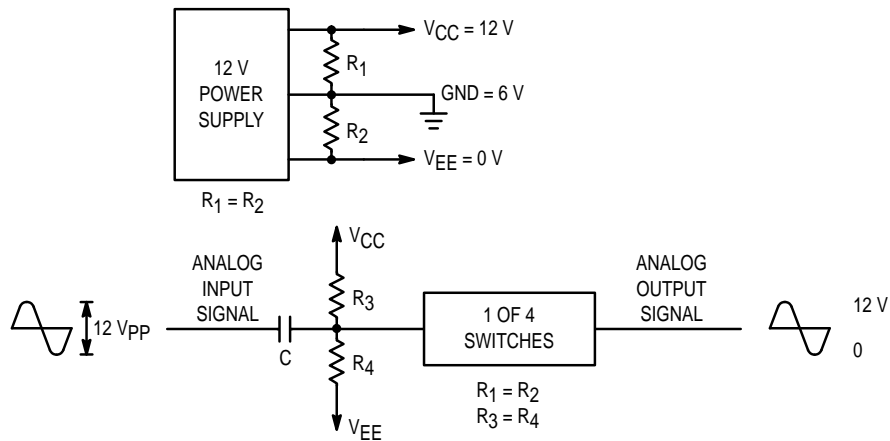 12 V
POWER
SUPPLY
VCC = 12 V
R1
GND = 6 V
R2
VEE = 0 V
R1 = R2
12 VPP
ANALOG
INPUT
SIGNAL
C
VCC
R3
R4
VEE
1 OF 4
SWITCHES
R1 = R2
R3 = R4
ANALOG
OUTPUT
SIGNAL
12 V
0